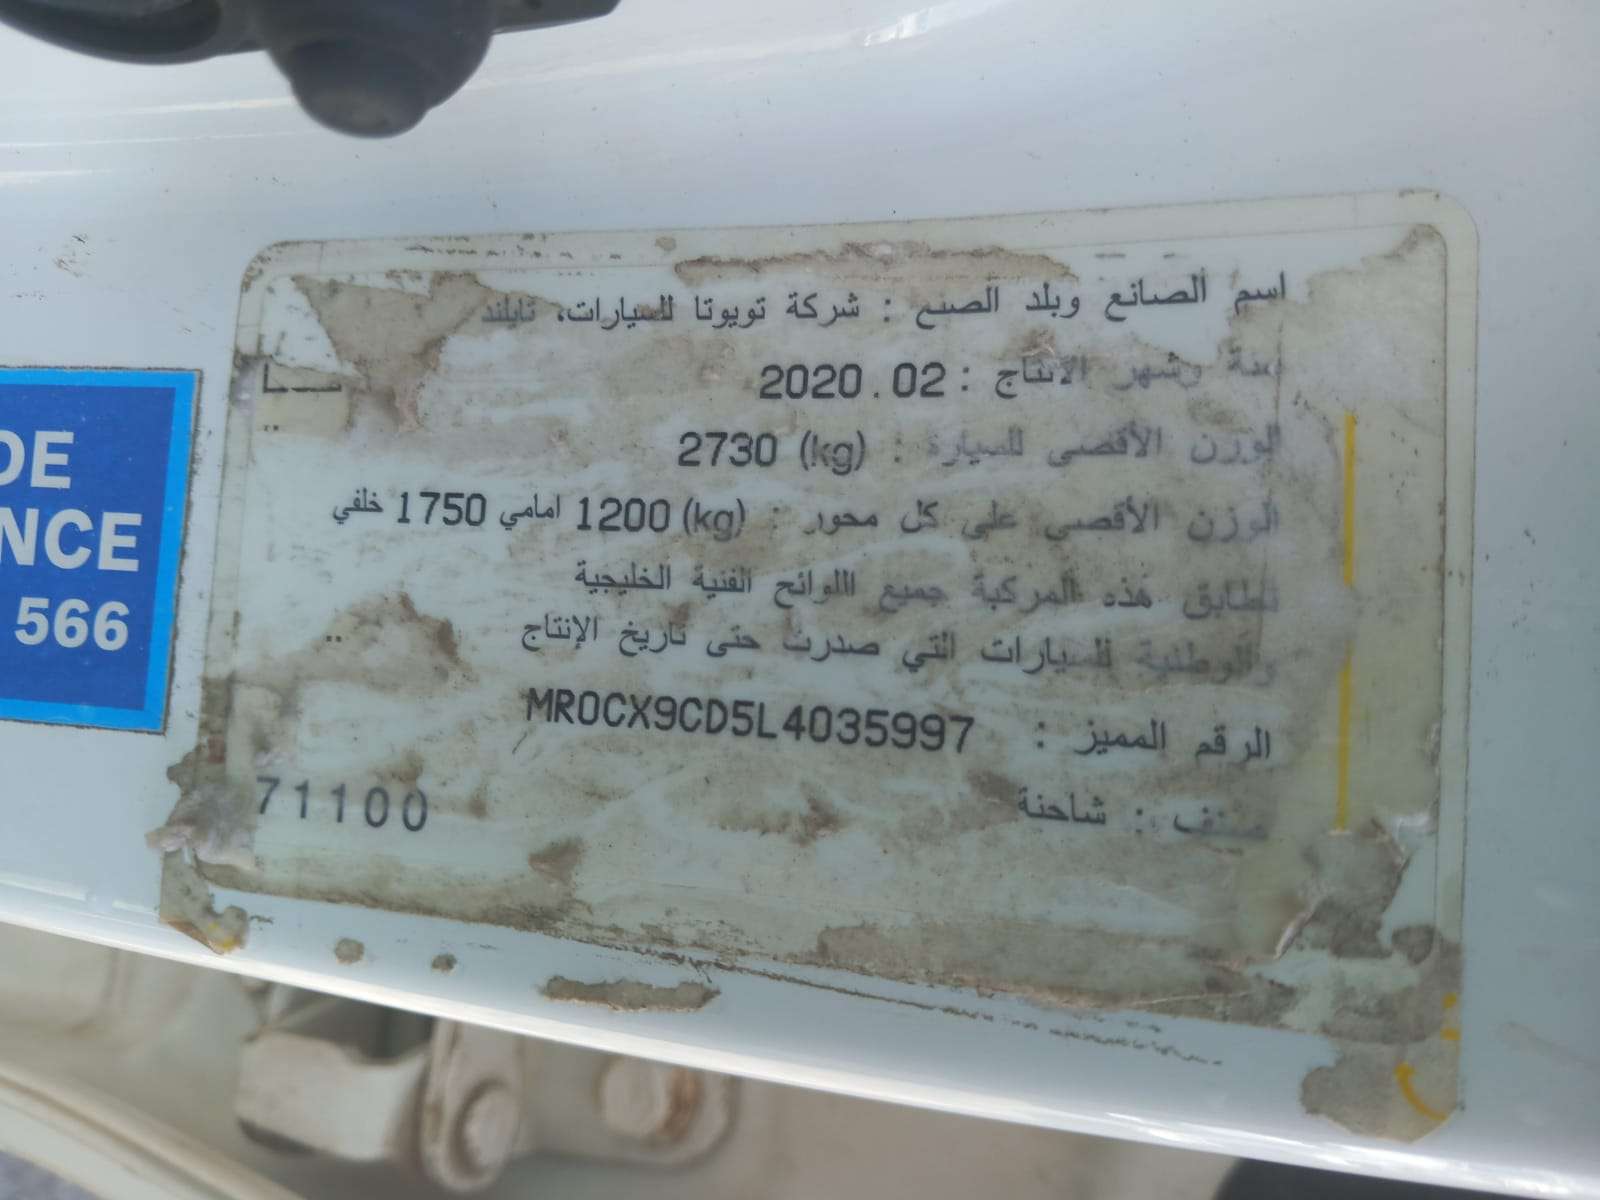 اسم الصانع وبلد الصنع : شركة تويوتا للسيارات، تايلند
سنة وشهر الانتاج : 2020.02
الوزن الأقصى للسيارة : 2730 (kg)
الوزن الأقصى على كل محور : (kg) 1200 امامي 1750 خلفي
تطابق هذه المركبة جميع اللوائح الفنية الخليجية
والوطنية للسيارات التي صدرت حتى تاريخ الإنتاج
الرقم المميز : MR0CX9CD5L4035997
صنف : شاحنة
71100
DE
NCE
566